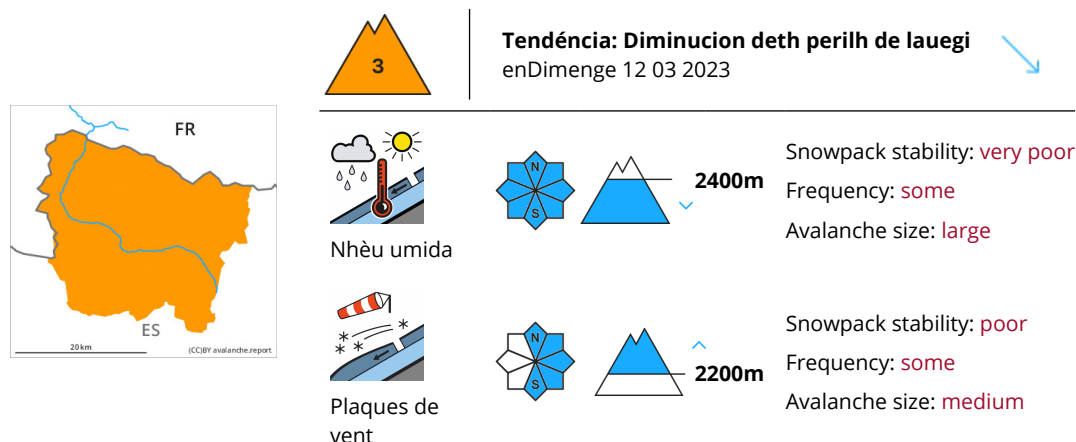 3
Tendéncia: Diminucion deth perilh de lauegi
enDimenge 12 03 2023
FR
ES
20 km
(CC)BY avalanche.report
Nhèu umida
N
S
2400m
Snowpack stability: very poor
Frequency: some
Avalanche size: large
Plaques de
vent
N
S
2200m
Snowpack stability: poor
Frequency: some
Avalanche size: medium